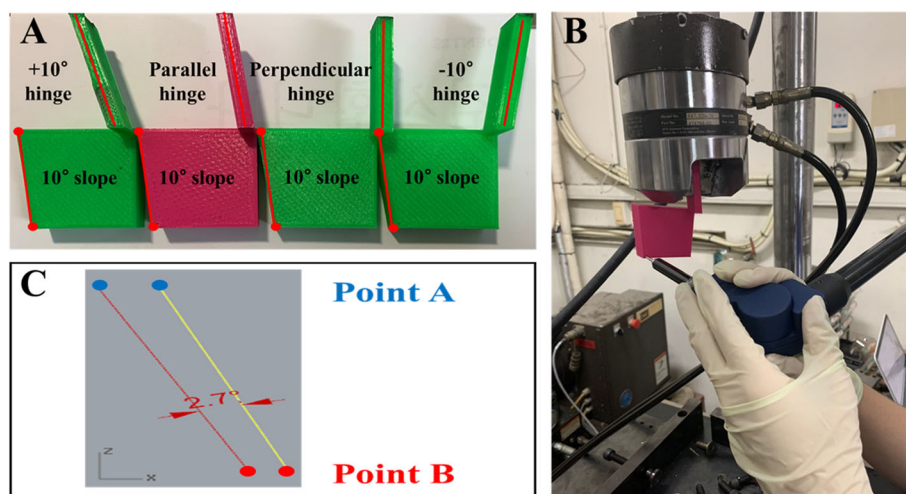 A
+10°
hinge
Parallel
hinge
Perpendicular
hinge
-10°
hinge
10° slope
10° slope
10° slope
10° slope
B
C
Point A
2.7°
Z
X
Point B